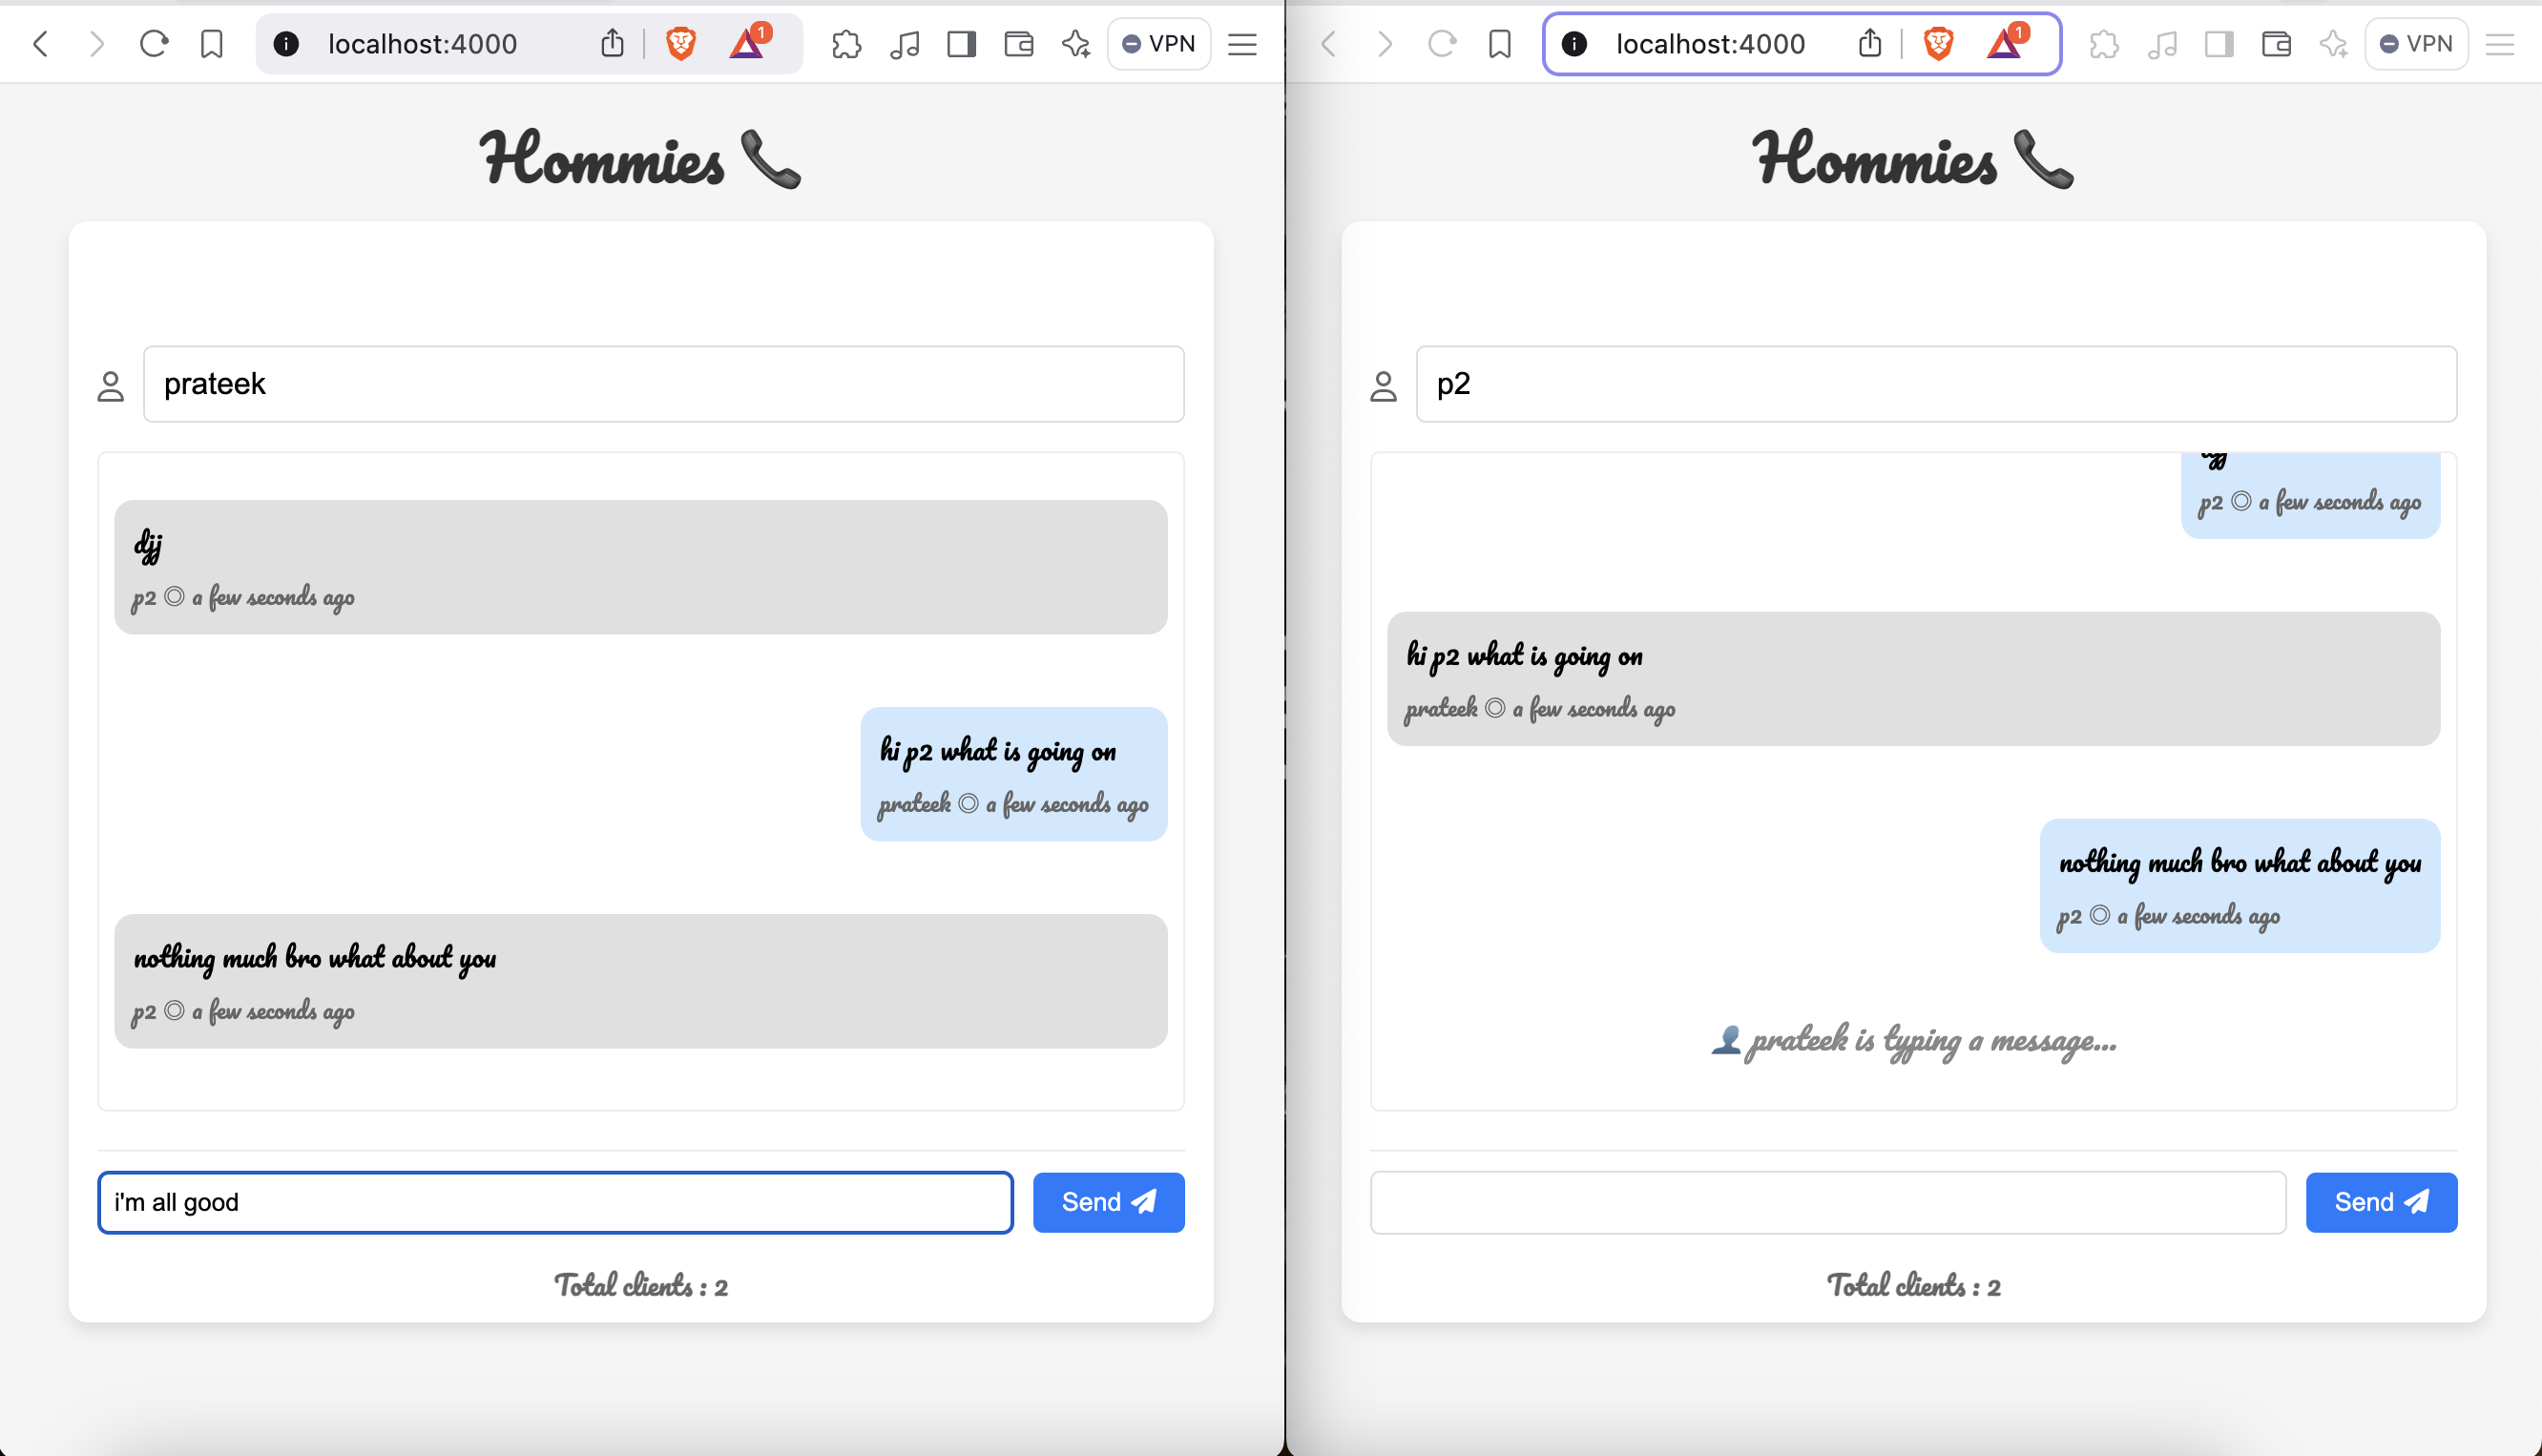 localhost:4000
1
VPN
Hommies
prateek
djj
p2 ◎ a few seconds ago
hi p2 what is going on
prateek ◎ a few seconds ago
nothing much bro what about you
p2 ◎ a few seconds ago
i'm all good
Send
Total clients : 2
localhost:4000
1
VPN
Hommies
p2
djj
p2 ◎ a few seconds ago
hi p2 what is going on
prateek ◎ a few seconds ago
nothing much bro what about you
p2 ◎ a few seconds ago
prateek is typing a message...
Send
Total clients : 2